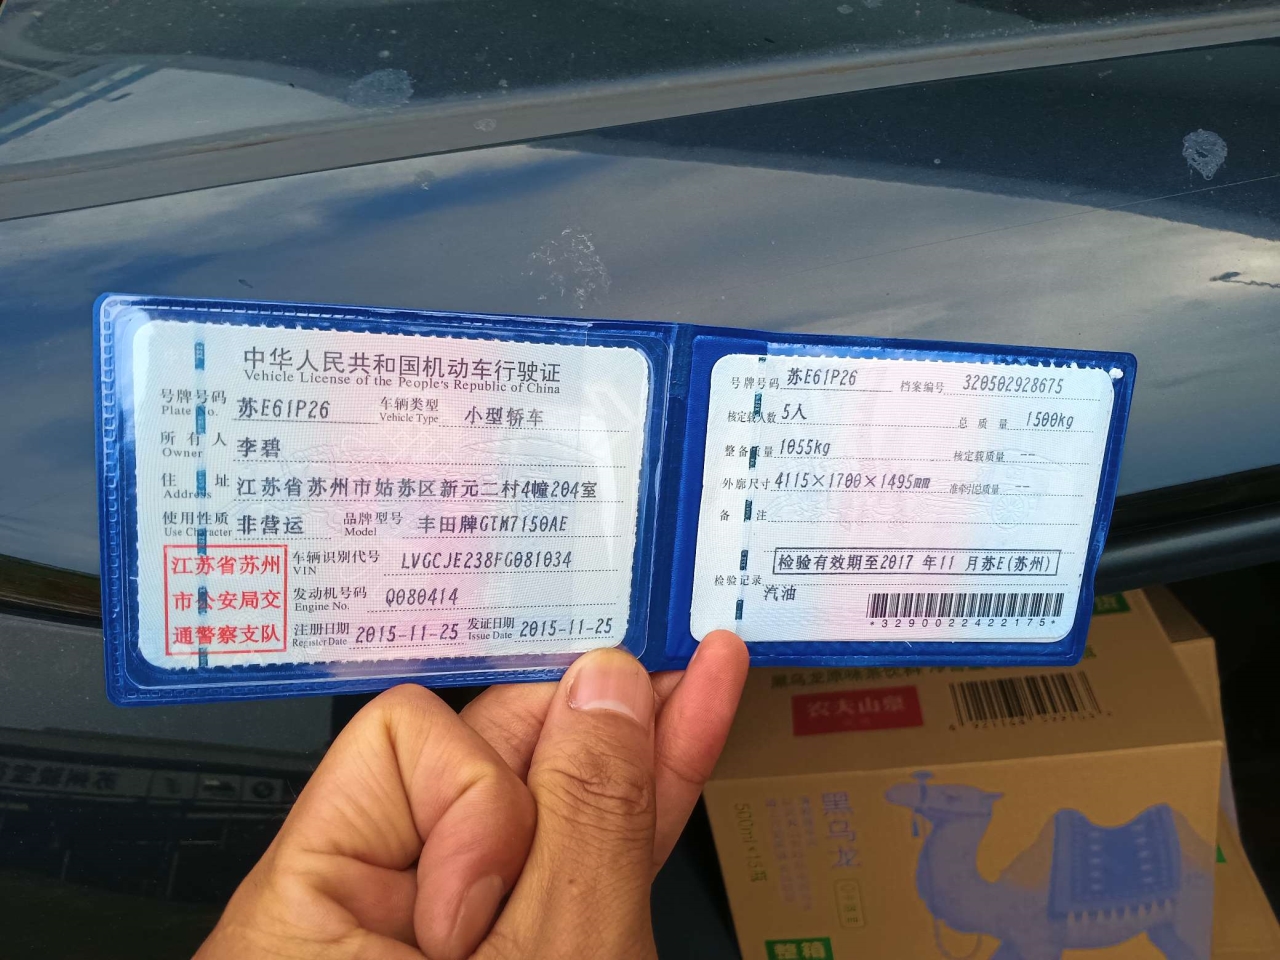 中华人民共和国机动车行驶证
Vehicle License of the People's Republic of China
号牌号码 苏E61P26 车辆类型 小型轿车
Plate No. Vehicle Type
所有人 李碧
Owner
住址 江苏省苏州市姑苏区新元二村4幢204室
Address
使用性质 非营运 品牌型号 丰田牌GTM7150AE
Use Character Model
江苏省苏州
市公安局交
通警察支队
车辆识别代号 LVGCJE238FG081034
VIN
发动机号码 Q080414
Engine No.
注册日期 2015-11-25 发证日期 2015-11-25
Register Date Issue Date
号牌号码 苏E61P26 档案编号 320502928675
核定载人数 5人 总质量 1500kg
整备质量 1055kg 核定载质量 --
外廓尺寸 4115×1700×1495mm 准牵引总质量 --
备注
检验有效期至2017 年11 月苏E(苏州)
检验记录
汽油
*3290022422175*
农夫山泉
黑乌龙
500ml×15瓶
整箱